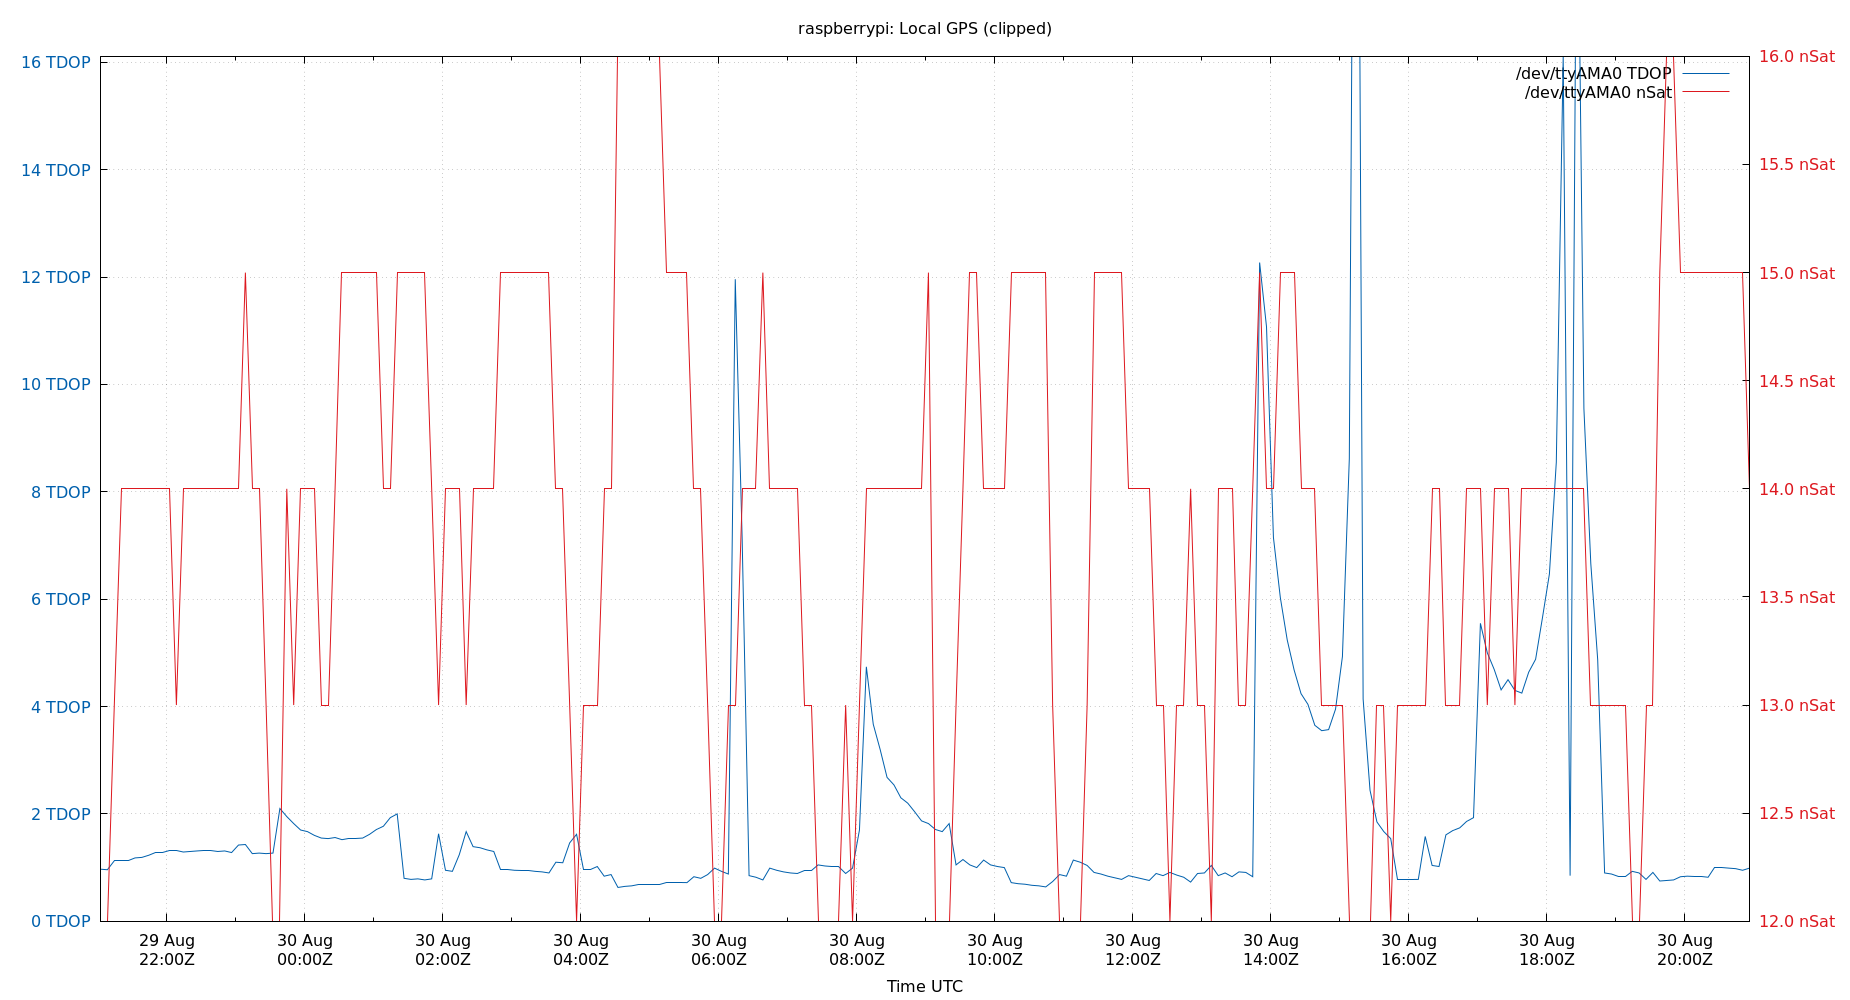 raspberrypi: Local GPS (clipped)
16 TDOP
14 TDOP
12 TDOP
10 TDOP
8 TDOP
6 TDOP
4 TDOP
2 TDOP
0 TDOP
16.0 nSat
15.5 nSat
15.0 nSat
14.5 nSat
14.0 nSat
13.5 nSat
13.0 nSat
12.5 nSat
12.0 nSat
/dev/ttyAMA0 TDOP
/dev/ttyAMA0 nSat
29 Aug
22:00Z
30 Aug
00:00Z
30 Aug
02:00Z
30 Aug
04:00Z
30 Aug
06:00Z
30 Aug
08:00Z
30 Aug
10:00Z
30 Aug
12:00Z
30 Aug
14:00Z
30 Aug
16:00Z
30 Aug
18:00Z
30 Aug
20:00Z
Time UTC